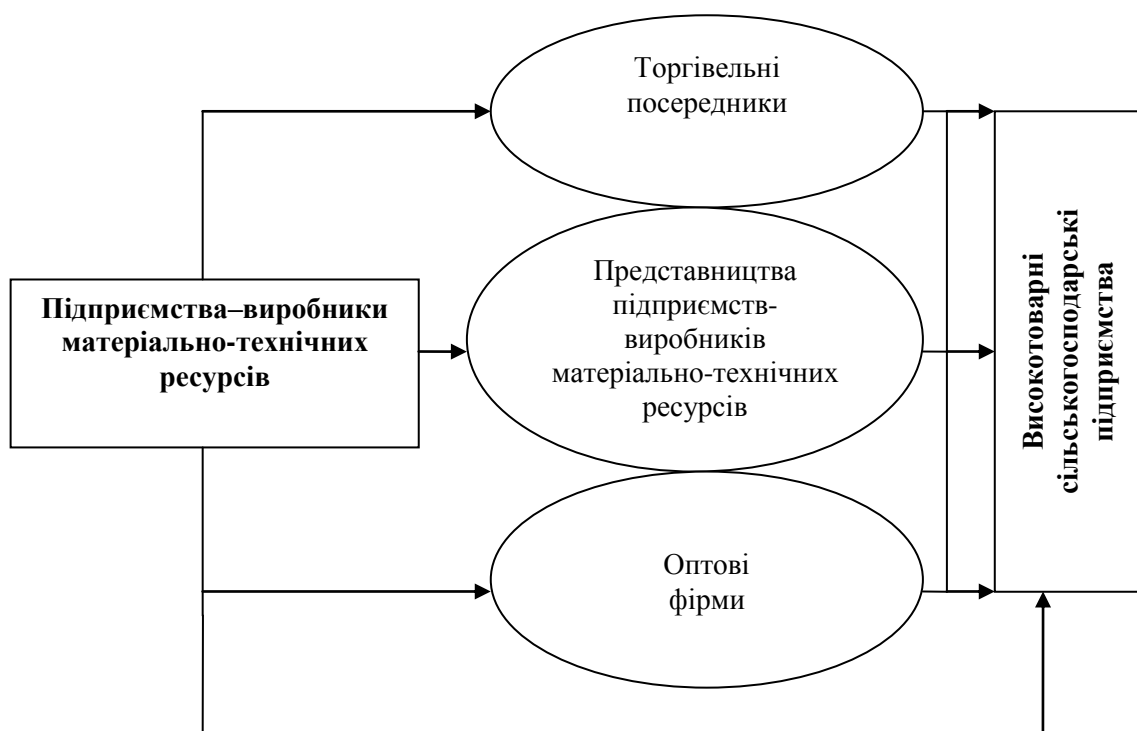 Торгівельні
посередники
Підприємства–виробники
матеріально-технічних
ресурсів
Представництва
підприємств-
виробників
матеріально-технічних
ресурсів
Оптові
фірми
Високотоварні
сільськогосподарські
підприємства